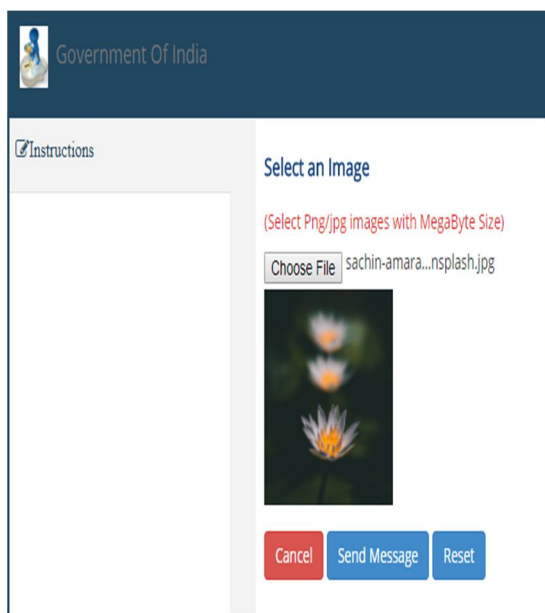 Government Of India
Instructions
Select an Image
(Select Png/jpg images with MegaByte Size)
Choose File sachin-amara...nsplash.jpg
Cancel Send Message Reset